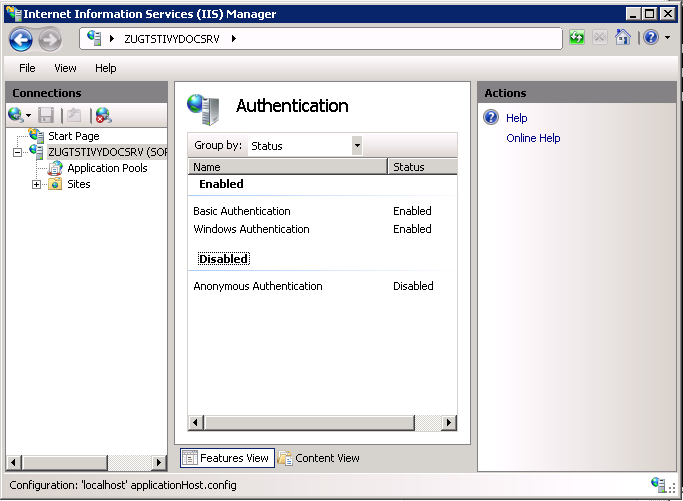 Internet Information Services (IIS) Manager
ZUGTSTIVYDOCSRV
File View Help
Connections
Start Page
ZUGTSTIVYDOCSRV (SOF
Application Pools
Sites
Authentication
Group by: Status
Name Status
Enabled
Basic Authentication Enabled
Windows Authentication Enabled
Disabled
Anonymous Authentication Disabled
Features View Content View
Actions
Help
Online Help
Configuration: 'localhost' applicationHost.config